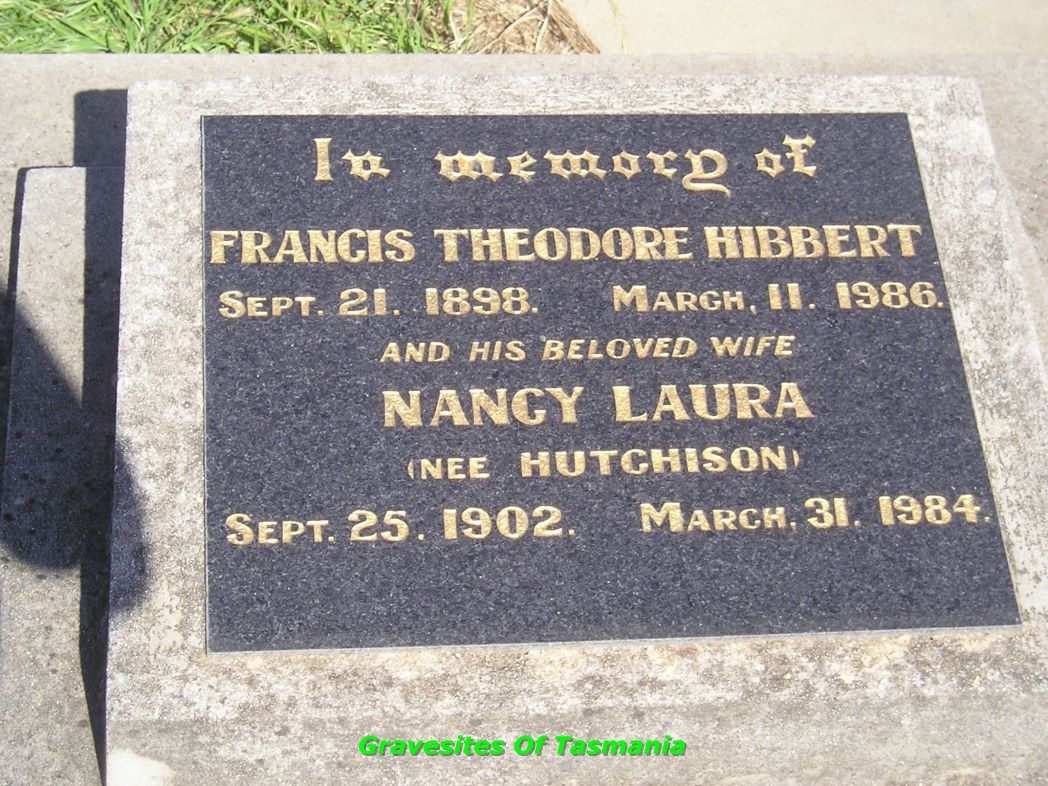 In memory of
FRANCIS THEODORE HIBBERT
SEPT. 21. 1898. MARCH, 11. 1986.
AND HIS BELOVED WIFE
NANCY LAURA
(NEE HUTCHISON)
SEPT. 25. 1902. MARCH, 31. 1984.
Gravesites Of Tasmania